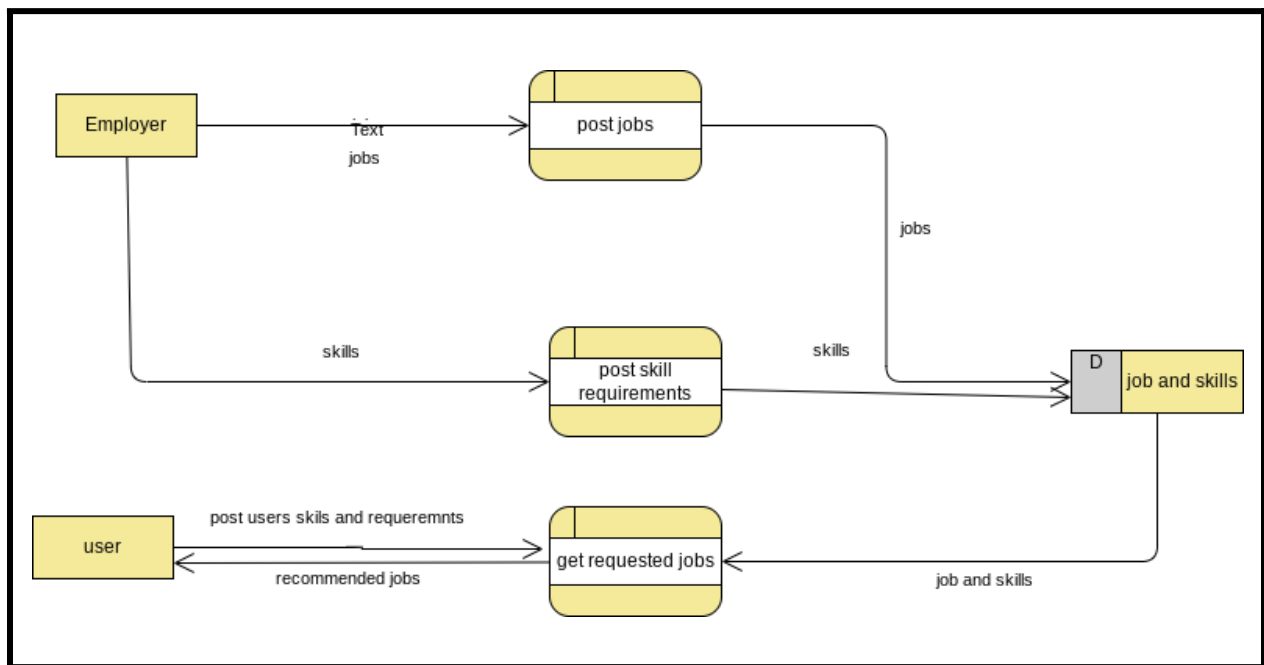 Employer
Text
jobs
post jobs
jobs
skills
post skill
requirements
skills
D
job and skills
user
post users skils and requeremnts
recommended jobs
get requested jobs
job and skills